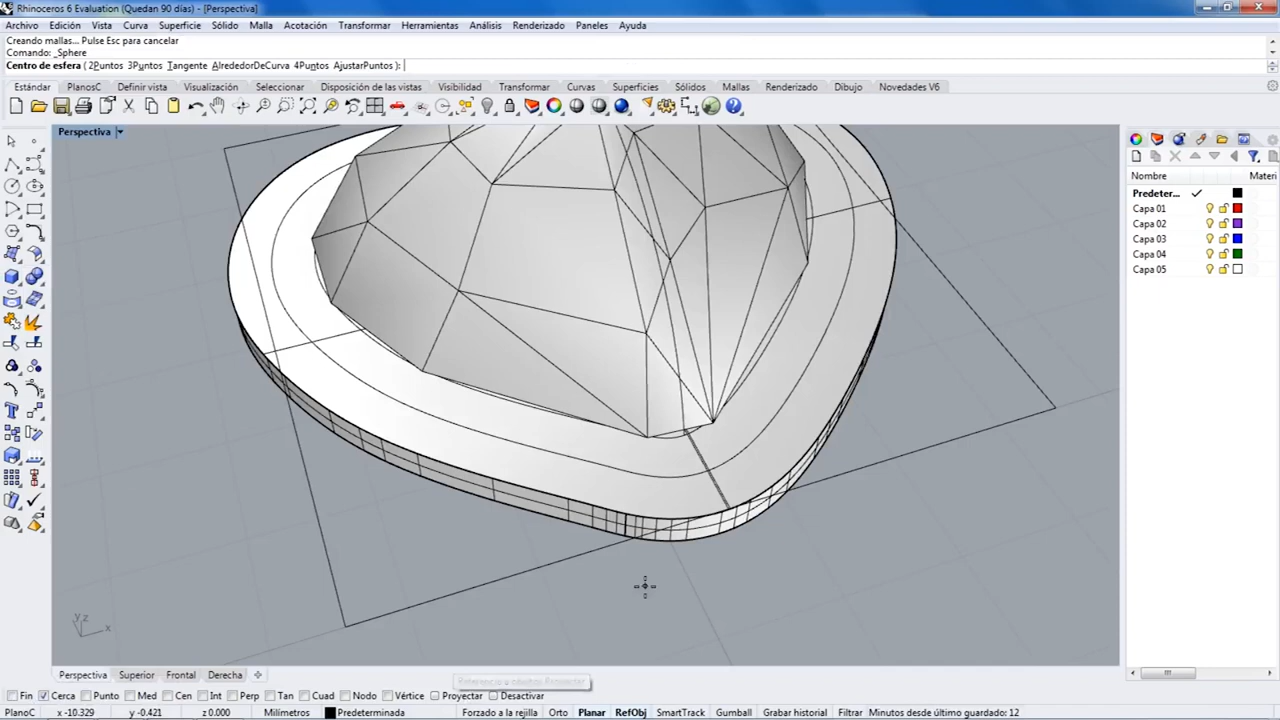 Rhinoceros 6 Evaluation (Quedan 90 días) - [Perspectiva]
Archivo Edición Vista Curva Superficie Sólido Malla Acotación Transformar Herramientas Análisis Renderizado Paneles Ayuda
Creando mallas... Pulse Esc para cancelar
Comando: _Sphere
Centro de esfera ( 2Puntos 3Puntos Tangente AlrededorDeCurva 4Puntos AjustarPuntos ):
Estándar PlanosC Definir Vista Visualización Seleccionar Disposición de las vistas Visibilidad Transformar Curvas Superficies Sólidos Mallas Renderizado Dibujo Novedades V6
Perspectiva
Nombre Materi
Predeter...
Capa 01
Capa 02
Capa 03
Capa 04
Capa 05
y z x
Perspectiva Superior Frontal Derecha
Fin Cerca Punto Med Cen Int Perp Tan Cuad Nodo Vértice Proyectar Desactivar
PlanoC x -10.329 y -0.421 z 0.000 Milímetros Predeterminada Forzado a la rejilla Orto Planar RefObj SmartTrack Gumball Grabar historial Filtrar Minutos desde último guardado: 12